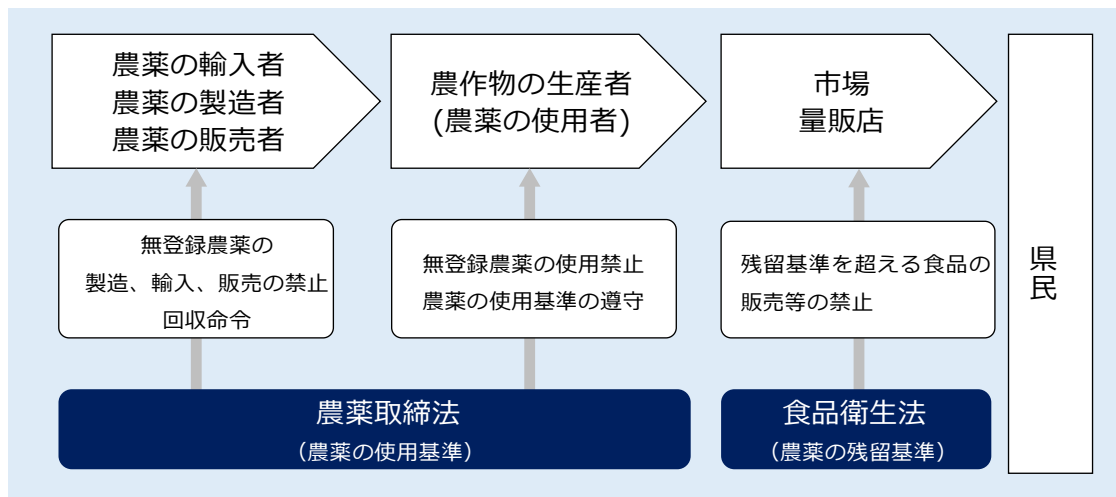 農薬の輸入者
農薬の製造者
農薬の販売者
農作物の生産者
(農薬の使用者)
市場
量販店
無登録農薬の
製造、輸入、販売の禁止
回収命令
無登録農薬の使用禁止
農薬の使用基準の遵守
残留基準を超える食品の
販売等の禁止
県民
農薬取締法
（農薬の使用基準）
食品衛生法
（農薬の残留基準）